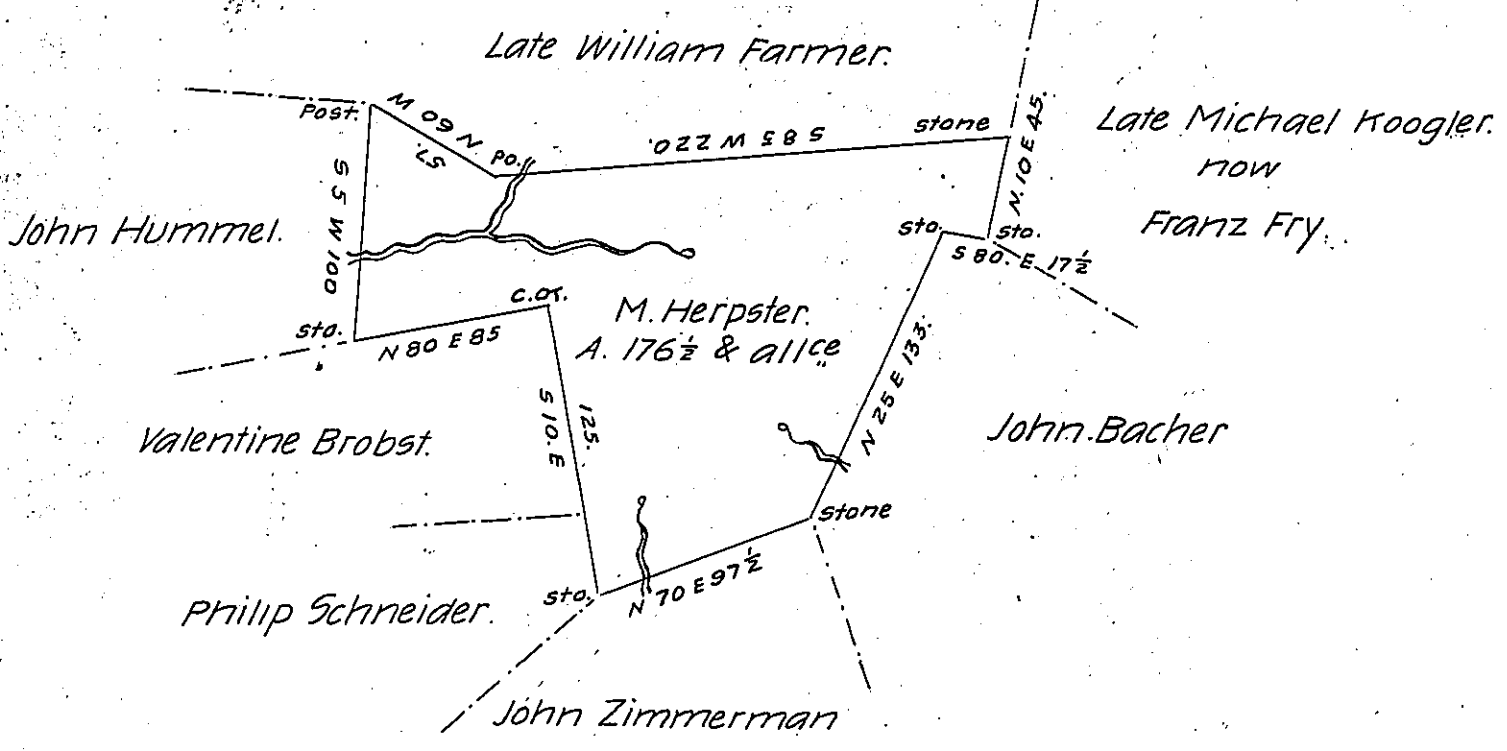 Late William Farmer.
Post.
N 60 W
57.
Po.
S 85 W 220.
stone
N. 10 E 45.
Late Michael Koogler.
now
Franz Fry.
John Hummel.
S 5 W 100
sto.
sto.
S 80. E 17½
C.OK.
M. Herpster.
A. 176½ & allce
sto.
N 80 E 85
N 25 E 133.
Valentine Brobst.
S 10. E
125.
John Bacher
stone
Philip Schneider.
sto.
N 70 E 97½
John Zimmerman